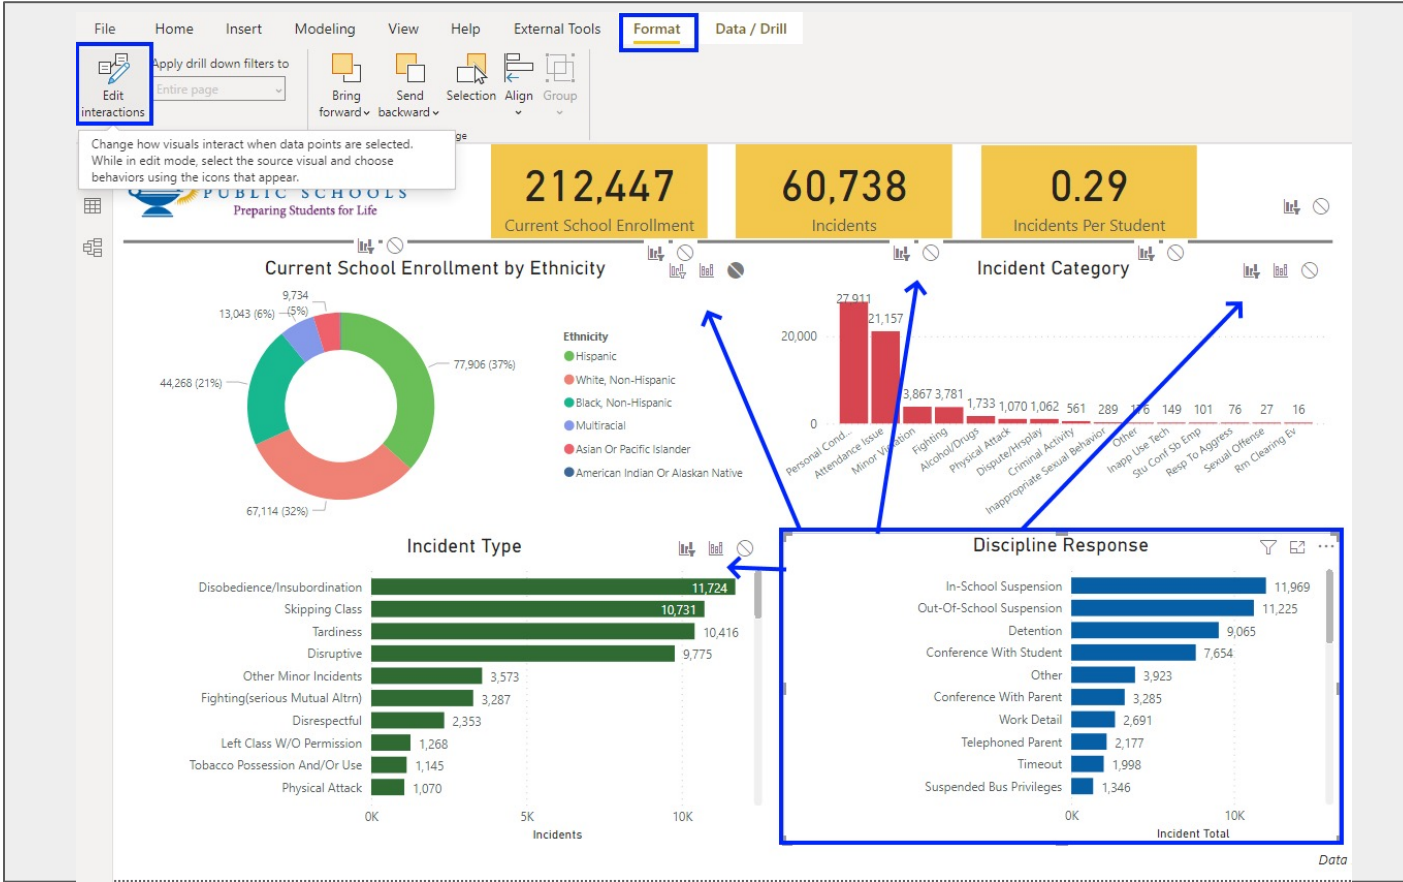 File Home Insert Modeling View Help External Tools Format Data / Drill
Edit
interactions
Apply drill down filters to
Entire page
Bring
forward
Send
backward
Selection
Align
Group
ge
Change how visuals interact when data points are selected.
While in edit mode, select the source visual and choose
behaviors using the icons that appear.
PUBLIC SCHOOLS
Preparing Students for Life
212,447
Current School Enrollment
60,738
Incidents
0.29
Incidents Per Student
Current School Enrollment by Ethnicity
9,734
(5%)
13,043 (6%)
77,906 (37%)
44,268 (21%)
67,114 (32%)
Ethnicity
Hispanic
White, Non-Hispanic
Black, Non-Hispanic
Multiracial
Asian Or Pacific Islander
American Indian Or Alaskan Native
Incident Category
27,911
21,157
20,000
3,867 3,781 1,733 1,070 1,062 561 289 176 149 101 76 27 16
0
Personal Cond...
Attendance Issue
Minor Violation
Fighting
Alcohol/Drugs
Physical Attack
Dispute/Hrsplay
Criminal Activity
Inappropriate Sexual Behavior
Other
Inapp Use Tech
Stu Conf Sb Emp
Resp To Aggress
Sexual Offense
Rm Clearing Ev
Incident Type
Disobedience/Insubordination 11,724
Skipping Class 10,731
Tardiness 10,416
Disruptive 9,775
Other Minor Incidents 3,573
Fighting(serious Mutual Altrn) 3,287
Disrespectful 2,353
Left Class W/O Permission 1,268
Tobacco Possession And/Or Use 1,145
Physical Attack 1,070
0K 5K 10K
Incidents
Discipline Response
In-School Suspension 11,969
Out-Of-School Suspension 11,225
Detention 9,065
Conference With Student 7,654
Other 3,923
Conference With Parent 3,285
Work Detail 2,691
Telephoned Parent 2,177
Timeout 1,998
Suspended Bus Privileges 1,346
0K 10K
Incident Total
Data